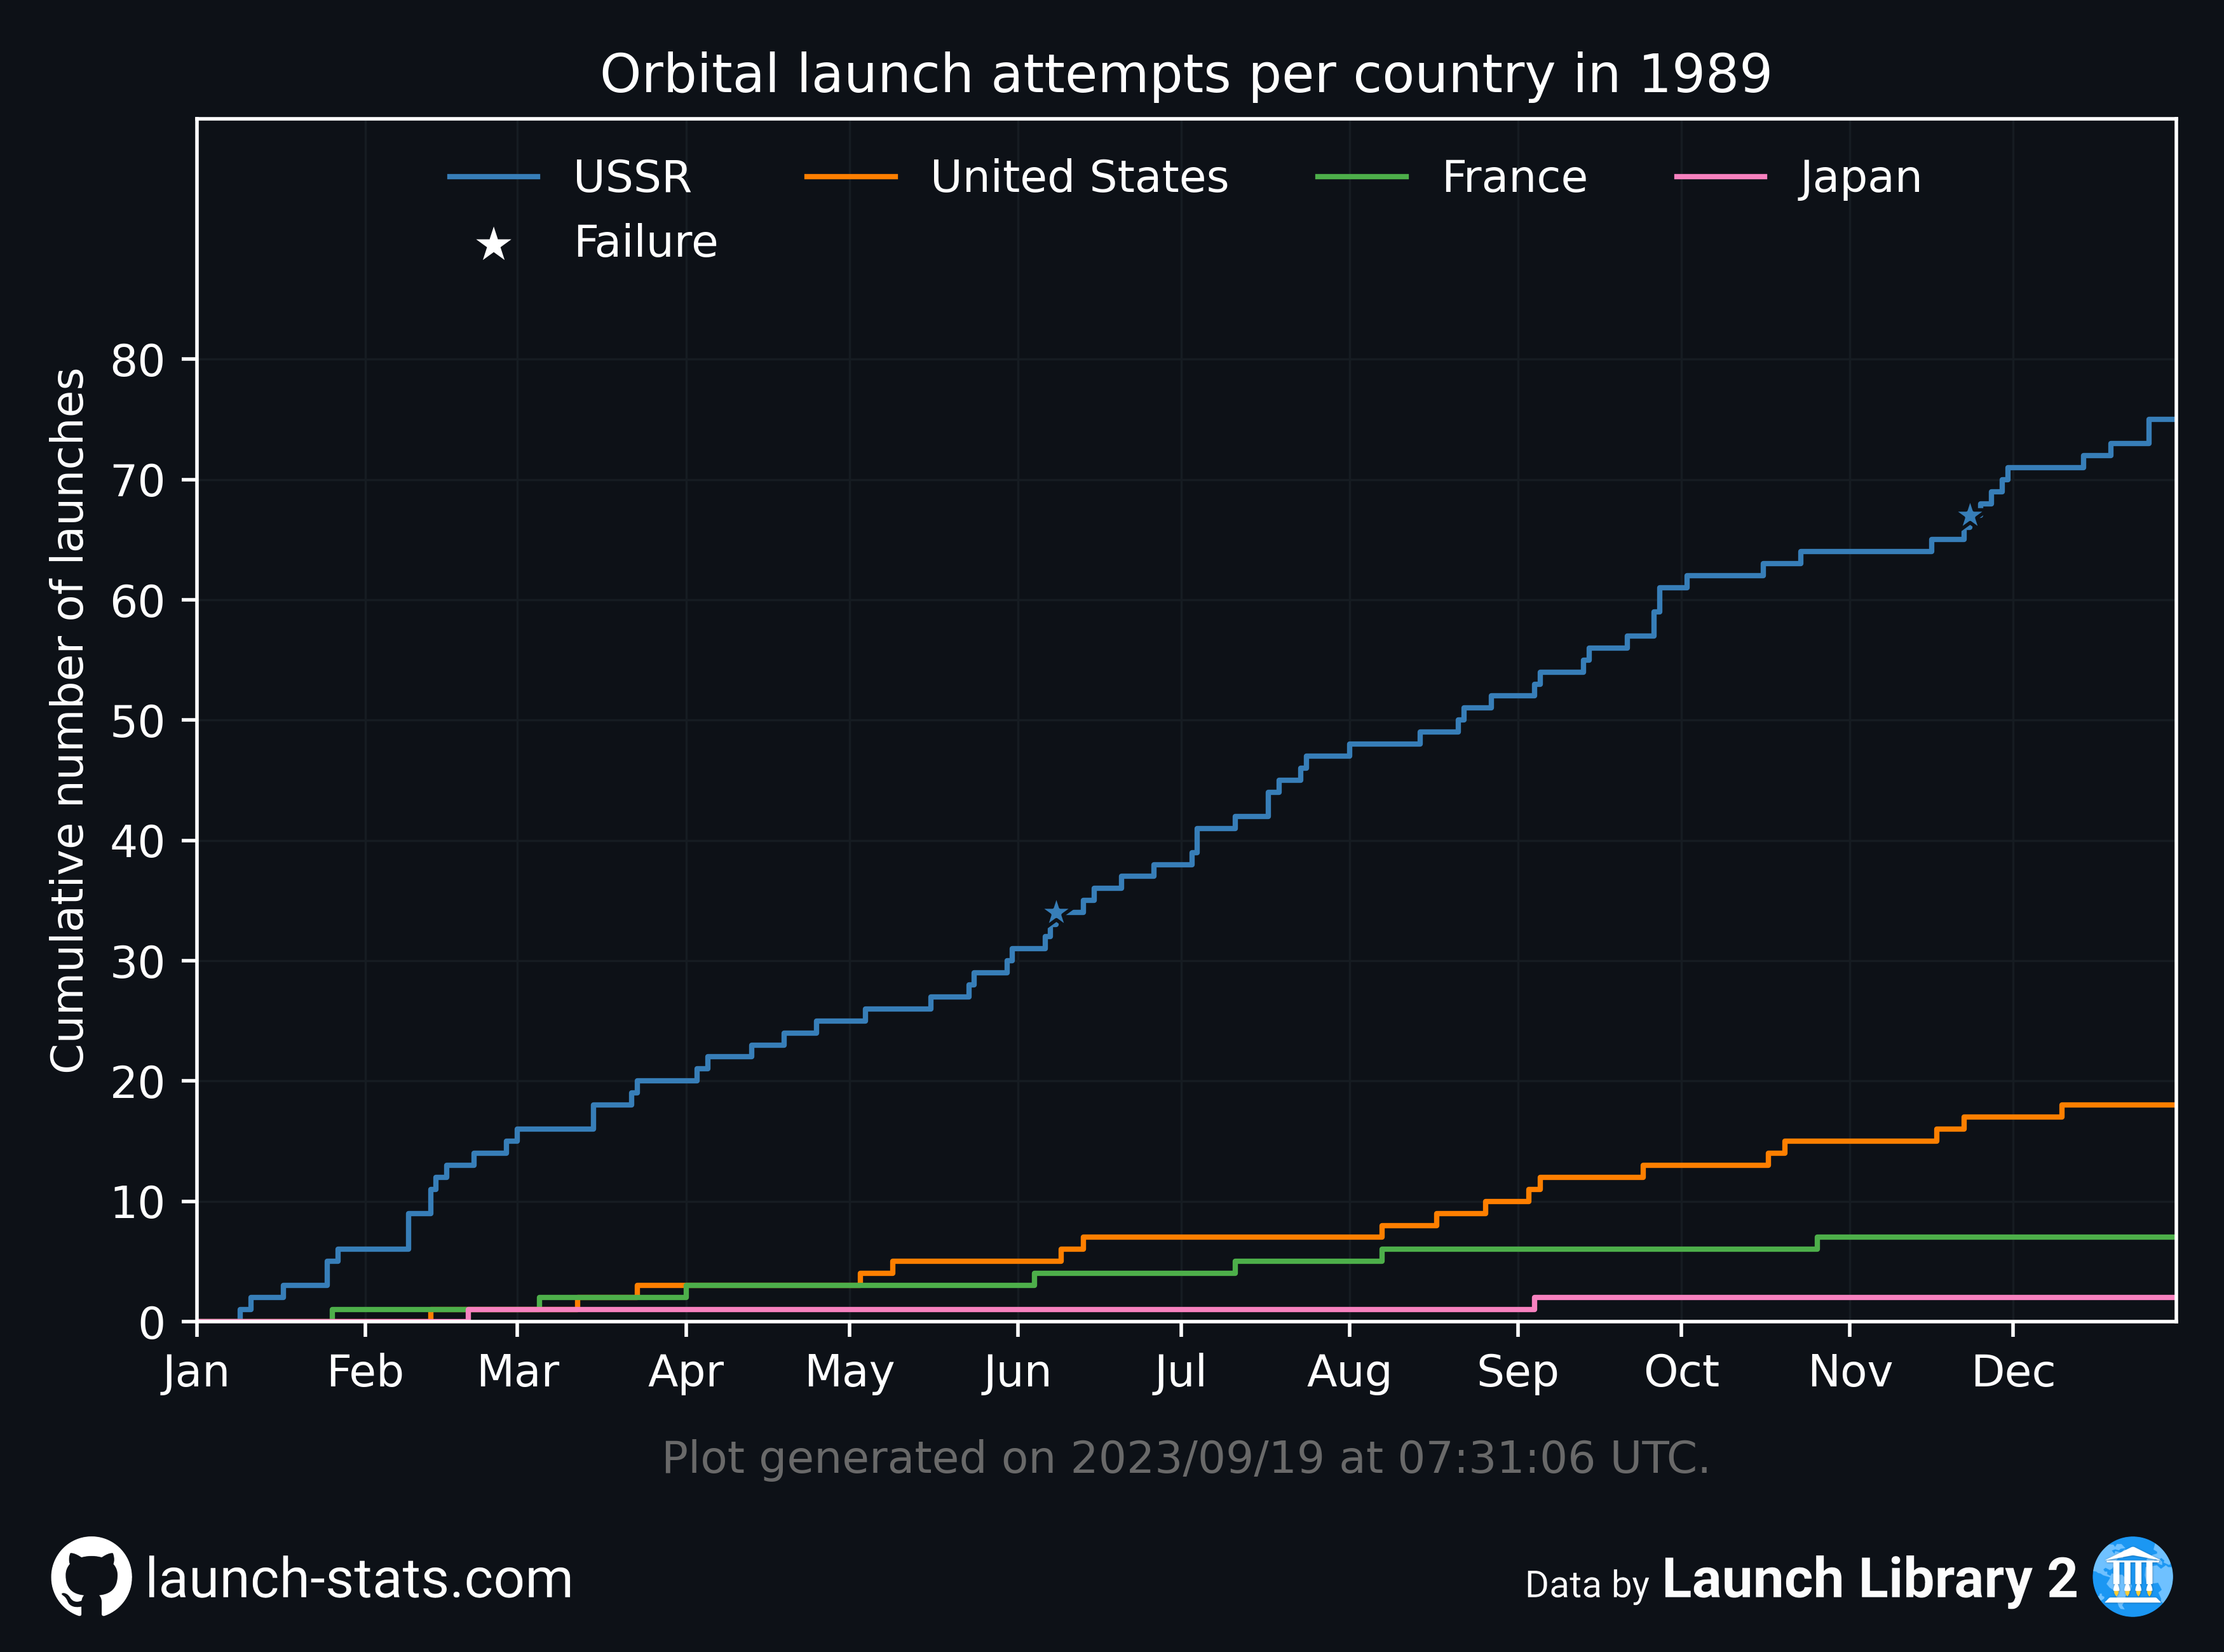 Orbital launch attempts per country in 1989
USSR United States France Japan
Failure
Cumulative number of launches
80
70
60
50
40
30
20
10
0
Jan Feb Mar Apr May Jun Jul Aug Sep Oct Nov Dec
Plot generated on 2023/09/19 at 07:31:06 UTC.
launch-stats.com
Data by Launch Library 2